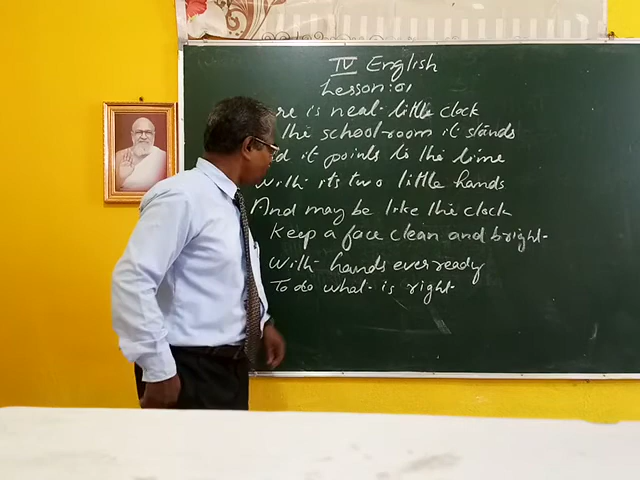 IV English
Lesson: 01
is neat little clock
the school-room it stands
it points to the time
With its two little hands
And may be like the clock
Keep a face clean and bright
With hands ever ready
To do what is right